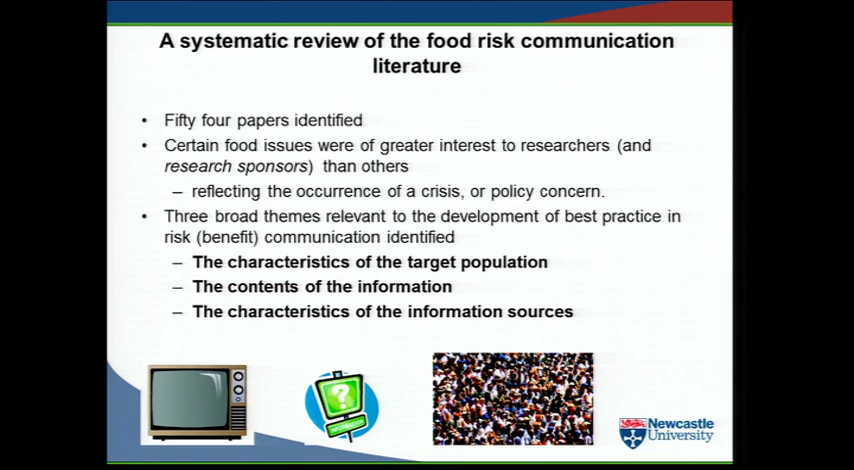 A systematic review of the food risk communication
literature
• Fifty four papers identified
• Certain food issues were of greater interest to researchers (and
research sponsors) than others
– reflecting the occurrence of a crisis, or policy concern.
• Three broad themes relevant to the development of best practice in
risk (benefit) communication identified
– The characteristics of the target population
– The contents of the information
– The characteristics of the information sources
?
INFORMATION
Newcastle
University